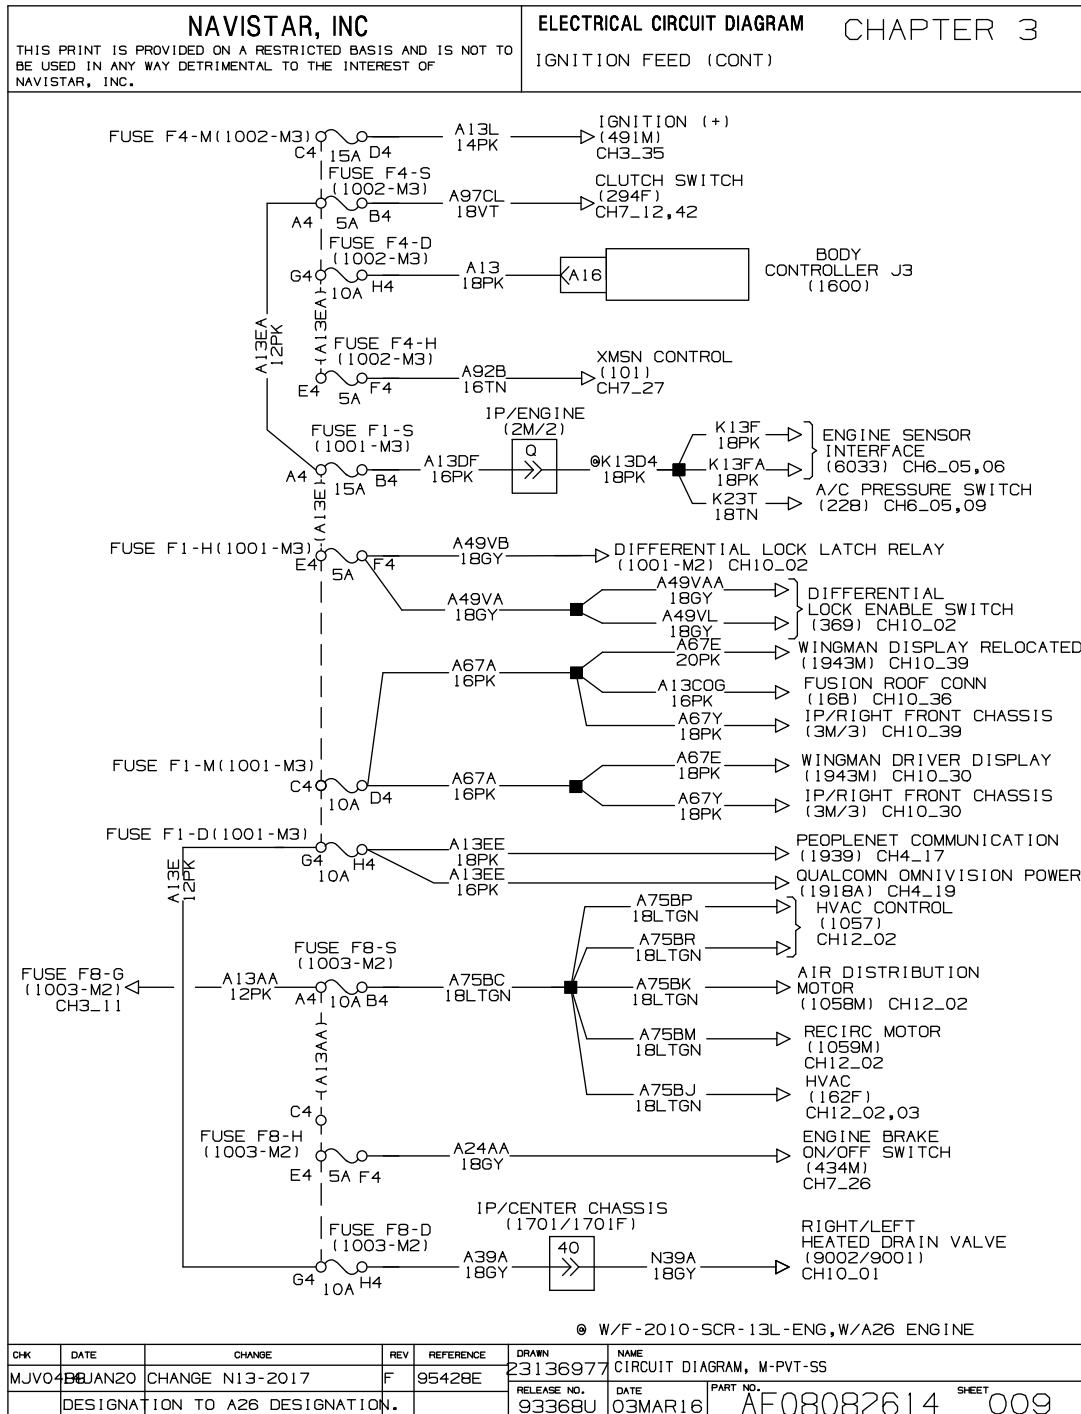 NAVISTAR, INC
THIS PRINT IS PROVIDED ON A RESTRICTED BASIS AND IS NOT TO
BE USED IN ANY WAY DETRIMENTAL TO THE INTEREST OF
NAVISTAR, INC.
ELECTRICAL CIRCUIT DIAGRAM
CHAPTER 3
IGNITION FEED (CONT)
FUSE F4-M(1002-M3)
C4
15A
D4
A13L
14PK
IGNITION (+)
(491M)
CH3_35
FUSE F4-S
(1002-M3)
A4
5A
B4
A97CL
18VT
CLUTCH SWITCH
(294F)
CH7_12,42
FUSE F4-D
(1002-M3)
G4
10A
H4
A13
18PK
A16
BODY
CONTROLLER J3
(1600)
A13EA
12PK
(A13EA)
FUSE F4-H
(1002-M3)
E4
5A
F4
A92B
16TN
XMSN CONTROL
(101)
CH7_27
FUSE F1-S
(1001-M3)
A4
15A
B4
A13DF
16PK
IP/ENGINE
(2M/2)
Q
@K13D4
18PK
K13F
18PK
K13FA
18PK
ENGINE SENSOR
INTERFACE
(6033) CH6_05,06
K23T
18TN
A/C PRESSURE SWITCH
(228) CH6_05,09
(A13E)
FUSE F1-H(1001-M3)
E4
5A
F4
A49VB
18GY
DIFFERENTIAL LOCK LATCH RELAY
(1001-M2) CH10_02
A49VA
18GY
A49VAA
18GY
A49VL
18GY
DIFFERENTIAL
LOCK ENABLE SWITCH
(369) CH10_02
A67A
16PK
A67E
20PK
WINGMAN DISPLAY RELOCATED
(1943M) CH10_39
A13COG
16PK
FUSION ROOF CONN
(16B) CH10_36
A67Y
18PK
IP/RIGHT FRONT CHASSIS
(3M/3) CH10_39
FUSE F1-M(1001-M3)
C4
10A
D4
A67A
16PK
A67E
18PK
WINGMAN DRIVER DISPLAY
(1943M) CH10_30
A67Y
18PK
IP/RIGHT FRONT CHASSIS
(3M/3) CH10_30
FUSE F1-D(1001-M3)
G4
10A
H4
A13EE
18PK
PEOPLENET COMMUNICATION
(1939) CH4_17
A13EE
16PK
QUALCOMN OMNIVISION POWER
(1918A) CH4_19
A13E
12PK
A75BP
18LTGN
A75BR
18LTGN
HVAC CONTROL
(1057)
CH12_02
FUSE F8-G
(1003-M2)
CH3_11
A13AA
12PK
FUSE F8-S
(1003-M2)
A4
10A
B4
A75BC
18LTGN
A75BK
18LTGN
AIR DISTRIBUTION
MOTOR
(1058M) CH12_02
A75BM
18LTGN
RECIRC MOTOR
(1059M)
CH12_02
A75BJ
18LTGN
HVAC
(162F)
CH12_02,03
(A13AA)
C4
FUSE F8-H
(1003-M2)
E4
5A
F4
A24AA
18GY
ENGINE BRAKE
ON/OFF SWITCH
(434M)
CH7_26
FUSE F8-D
(1003-M2)
G4
10A
H4
A39A
18GY
IP/CENTER CHASSIS
(1701/1701F)
40
N39A
18GY
RIGHT/LEFT
HEATED DRAIN VALVE
(9002/9001)
CH10_01
@ W/F-2010-SCR-13L-ENG,W/A26 ENGINE
CHK DATE CHANGE REV REFERENCE
CHANGE N13-2017 F 95428E
DESIGNATION TO A26 DESIGNATION.
DRAWN
23136977
NAME
CIRCUIT DIAGRAM, M-PVT-SS
RELEASE NO.
93368U
DATE
03MAR16
PART NO.
AF08082614
SHEET
009